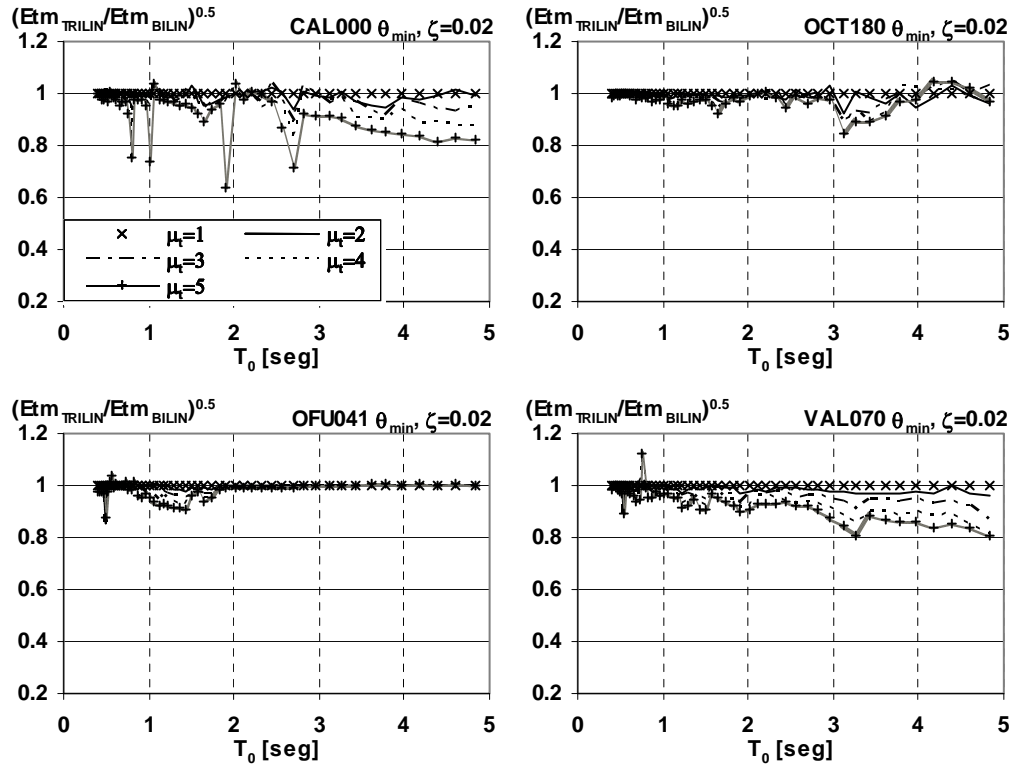 (Etm TRILIN/Etm BILIN)^0.5 CAL000 θmin, ζ=0.02
1.2
1
0.8
0.6
0.4
0.2
μt=1 μt=2
μt=3 μt=4
μt=5
0 1 2 3 4 5
T0 [seg]
(Etm TRILIN/Etm BILIN)^0.5 OCT180 θmin, ζ=0.02
1.2
1
0.8
0.6
0.4
0.2
0 1 2 3 4 5
T0 [seg]
(Etm TRILIN/Etm BILIN)^0.5 OFU041 θmin, ζ=0.02
1.2
1
0.8
0.6
0.4
0.2
0 1 2 3 4 5
T0 [seg]
(Etm TRILIN/Etm BILIN)^0.5 VAL070 θmin, ζ=0.02
1.2
1
0.8
0.6
0.4
0.2
0 1 2 3 4 5
T0 [seg]